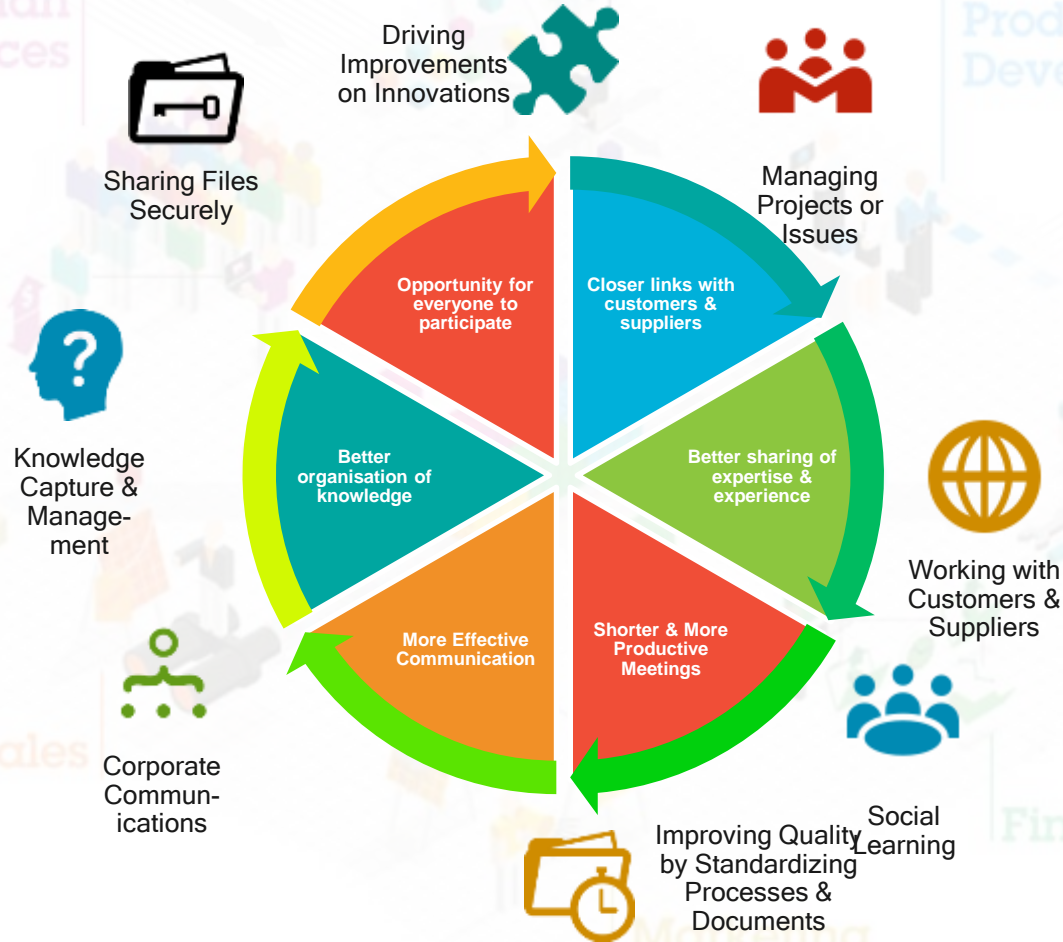 Driving
Improvements
on Innovations
Managing
Projects or
Issues
Working with
Customers &
Suppliers
Social
Learning
Improving Quality
by Standardizing
Processes &
Documents
Corporate
Commun-
ications
Knowledge
Capture &
Manage-
ment
Sharing Files
Securely
Closer links with
customers &
suppliers
Better sharing of
expertise &
experience
Shorter & More
Productive
Meetings
More Effective
Communication
Better
organisation of
knowledge
Opportunity for
everyone to
participate
?
Marketing